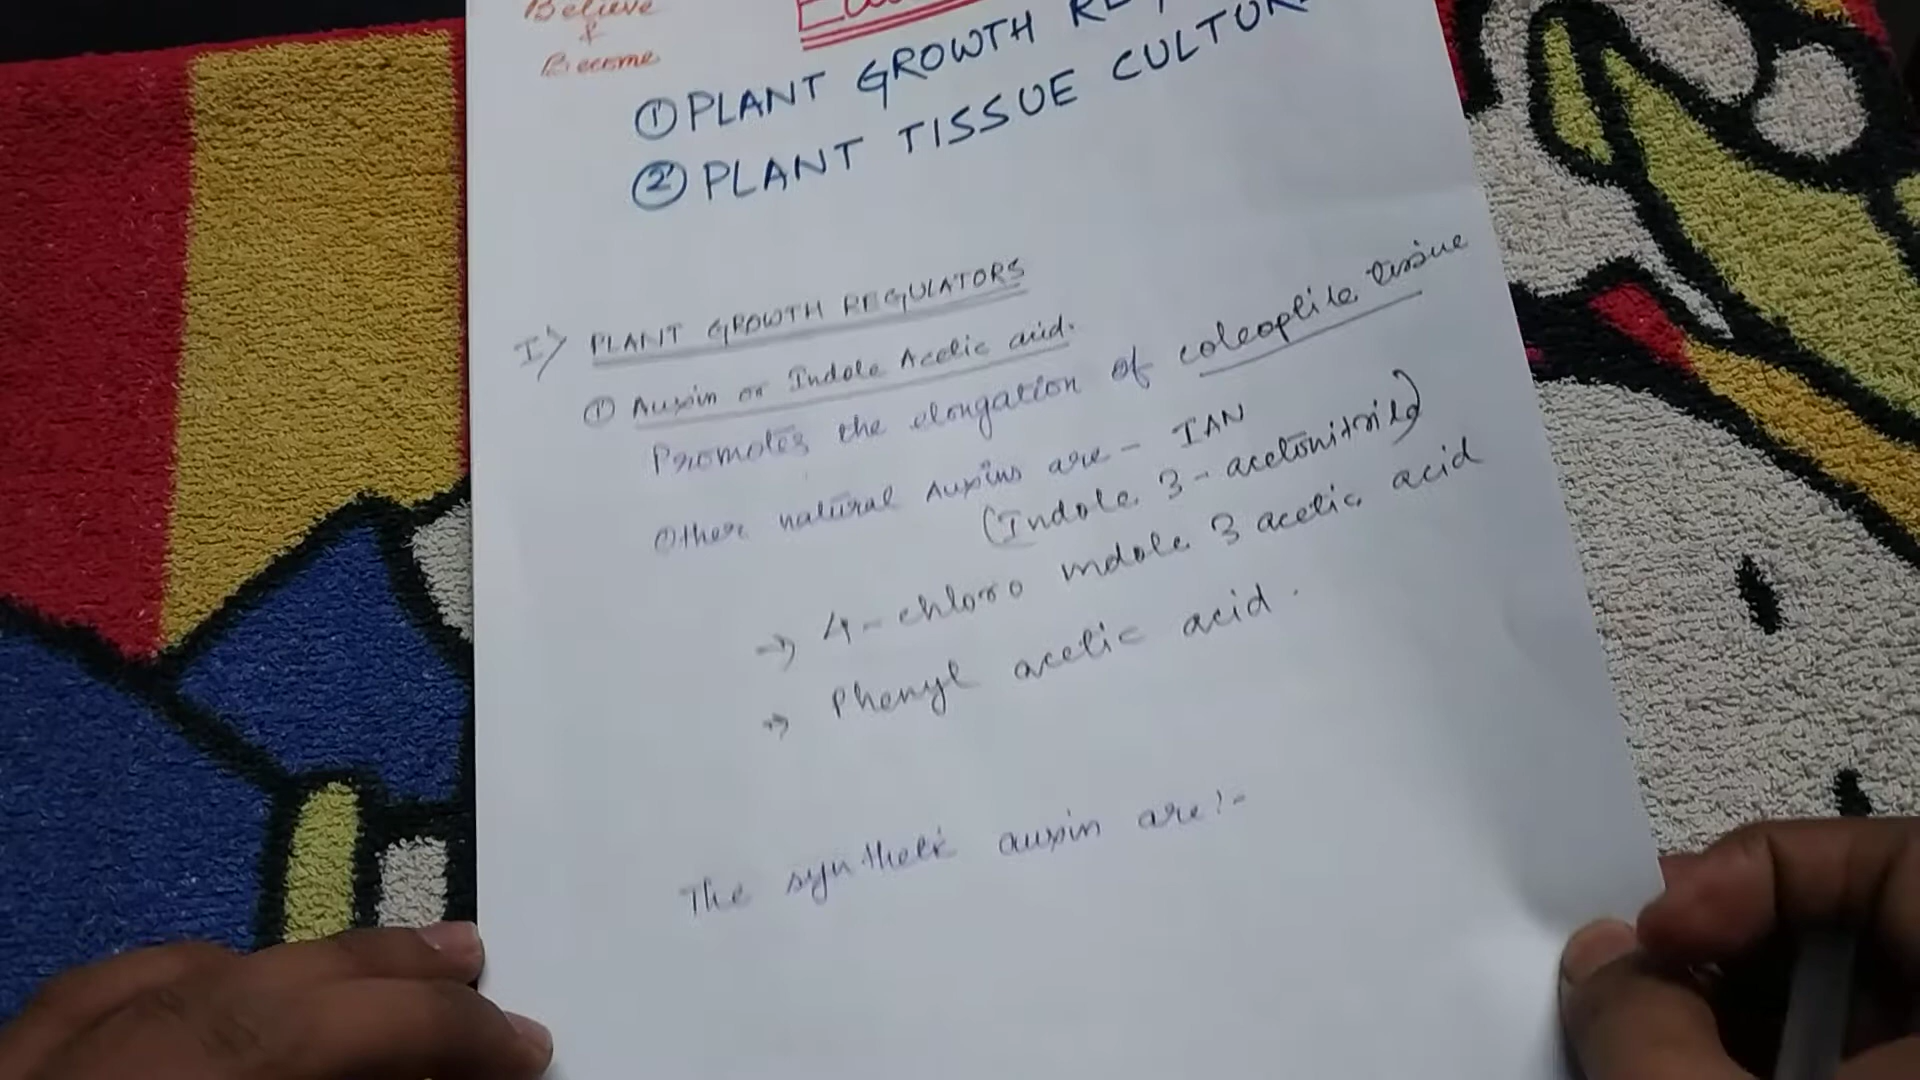 Believe
&
Become
① PLANT GROWTH
② PLANT TISSUE
I) PLANT GROWTH REGULATORS
① Auxin or Indole Acetic acid.
Promotes the elongation of coleoptile tissue
Other natural Auxins are - IAN
(Indole 3-acetonitrile)
→ 4-chloro indole 3 acetic acid
→ Phenyl acetic acid.
The synthetic auxin are:-